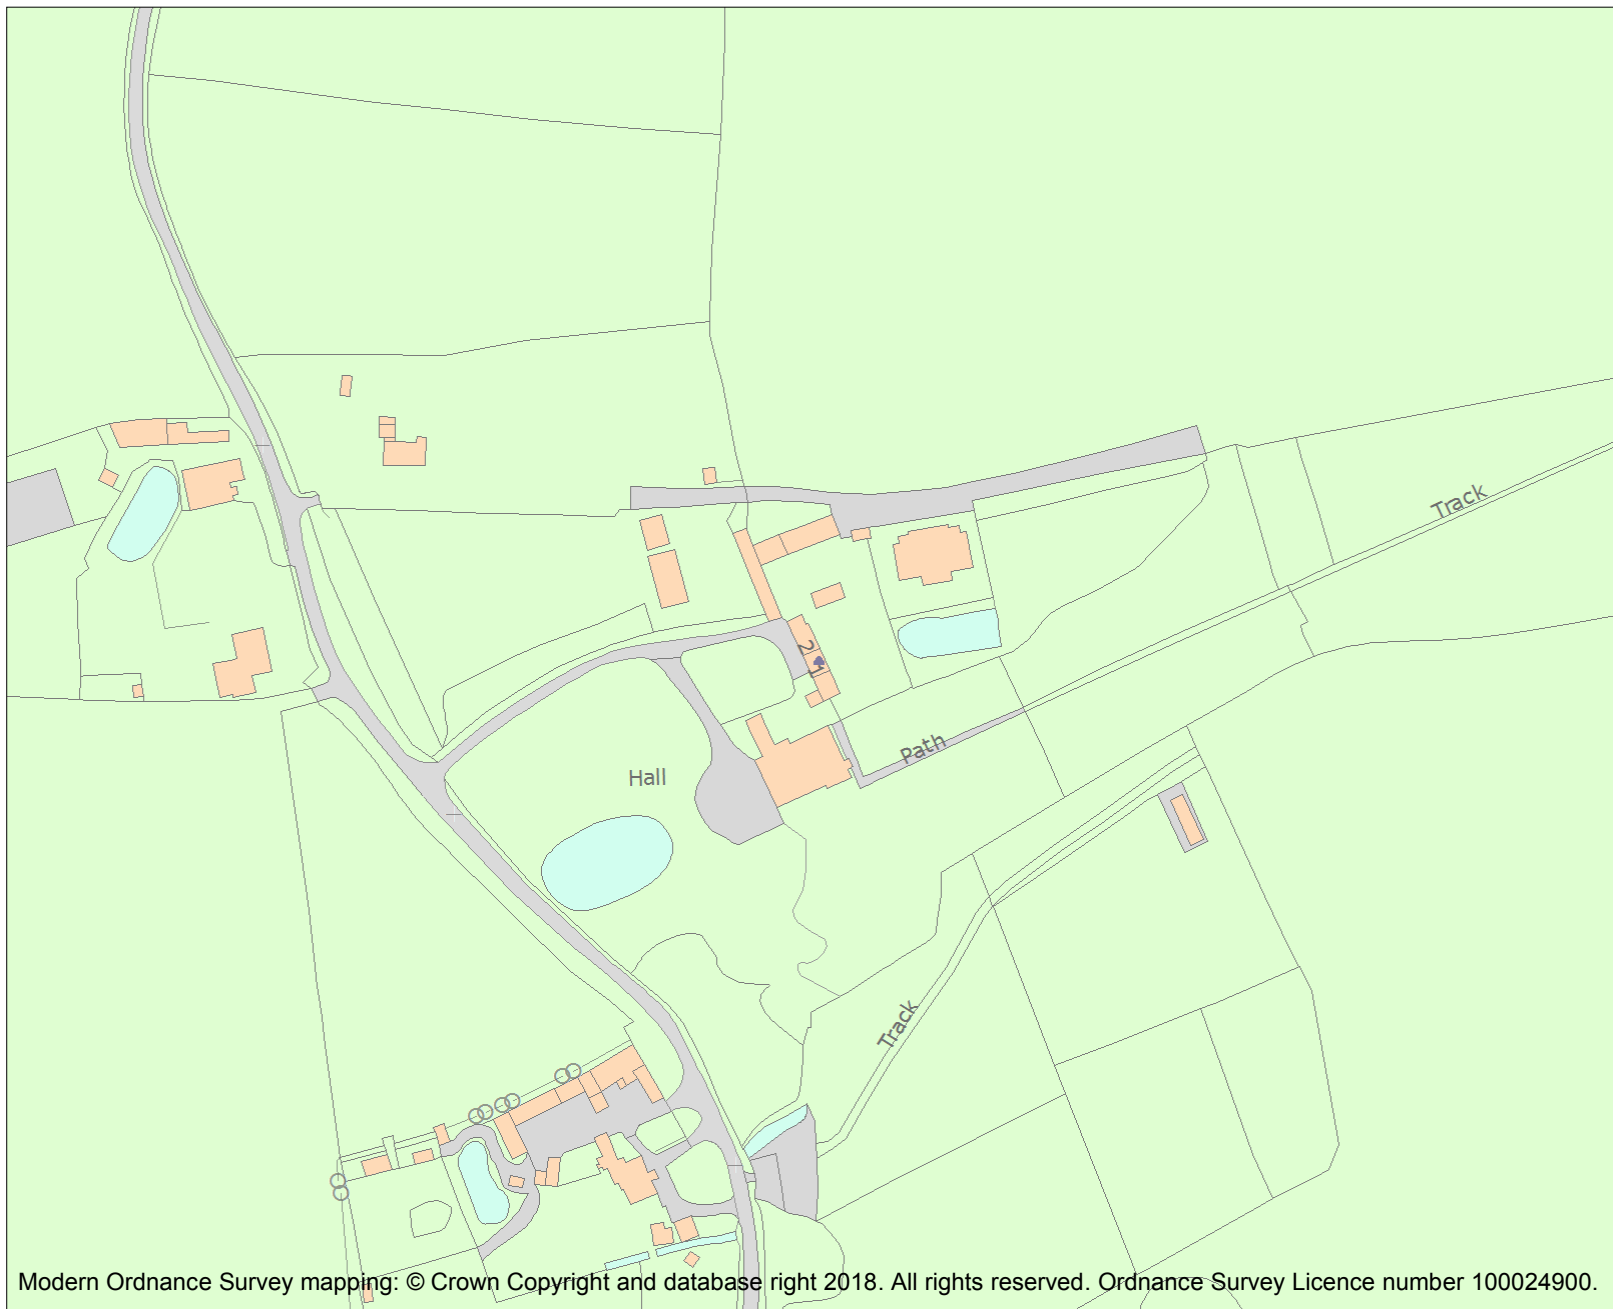 Track
2
1
Path
Hall
Track
Modern Ordnance Survey mapping: © Crown Copyright and database right 2018. All rights reserved. Ordnance Survey Licence number 100024900.